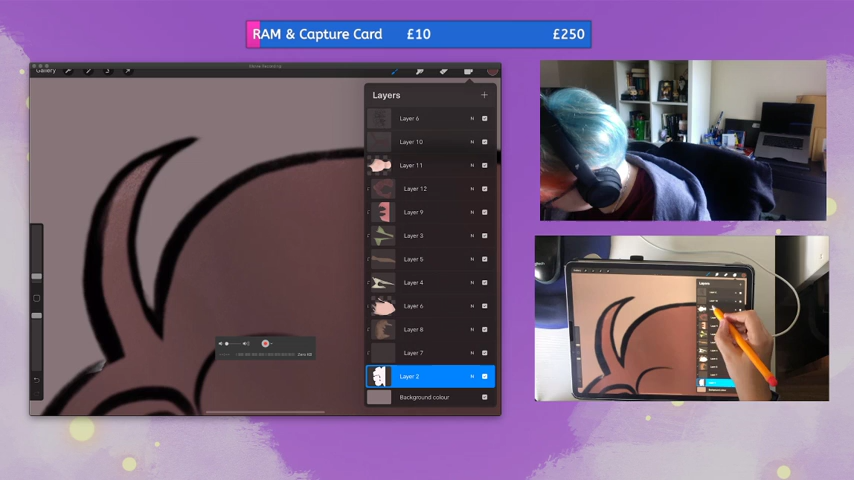 RAM & Capture Card £10 £250
Gallery
Layers
Layer 6 N
Layer 10 N
Layer 11 N
Layer 12 N
Layer 9 N
Layer 3 N
Layer 5 N
Layer 4 N
Layer 6 N
Layer 8 N
Layer 7 N
Layer 2 N
Background colour
Layers